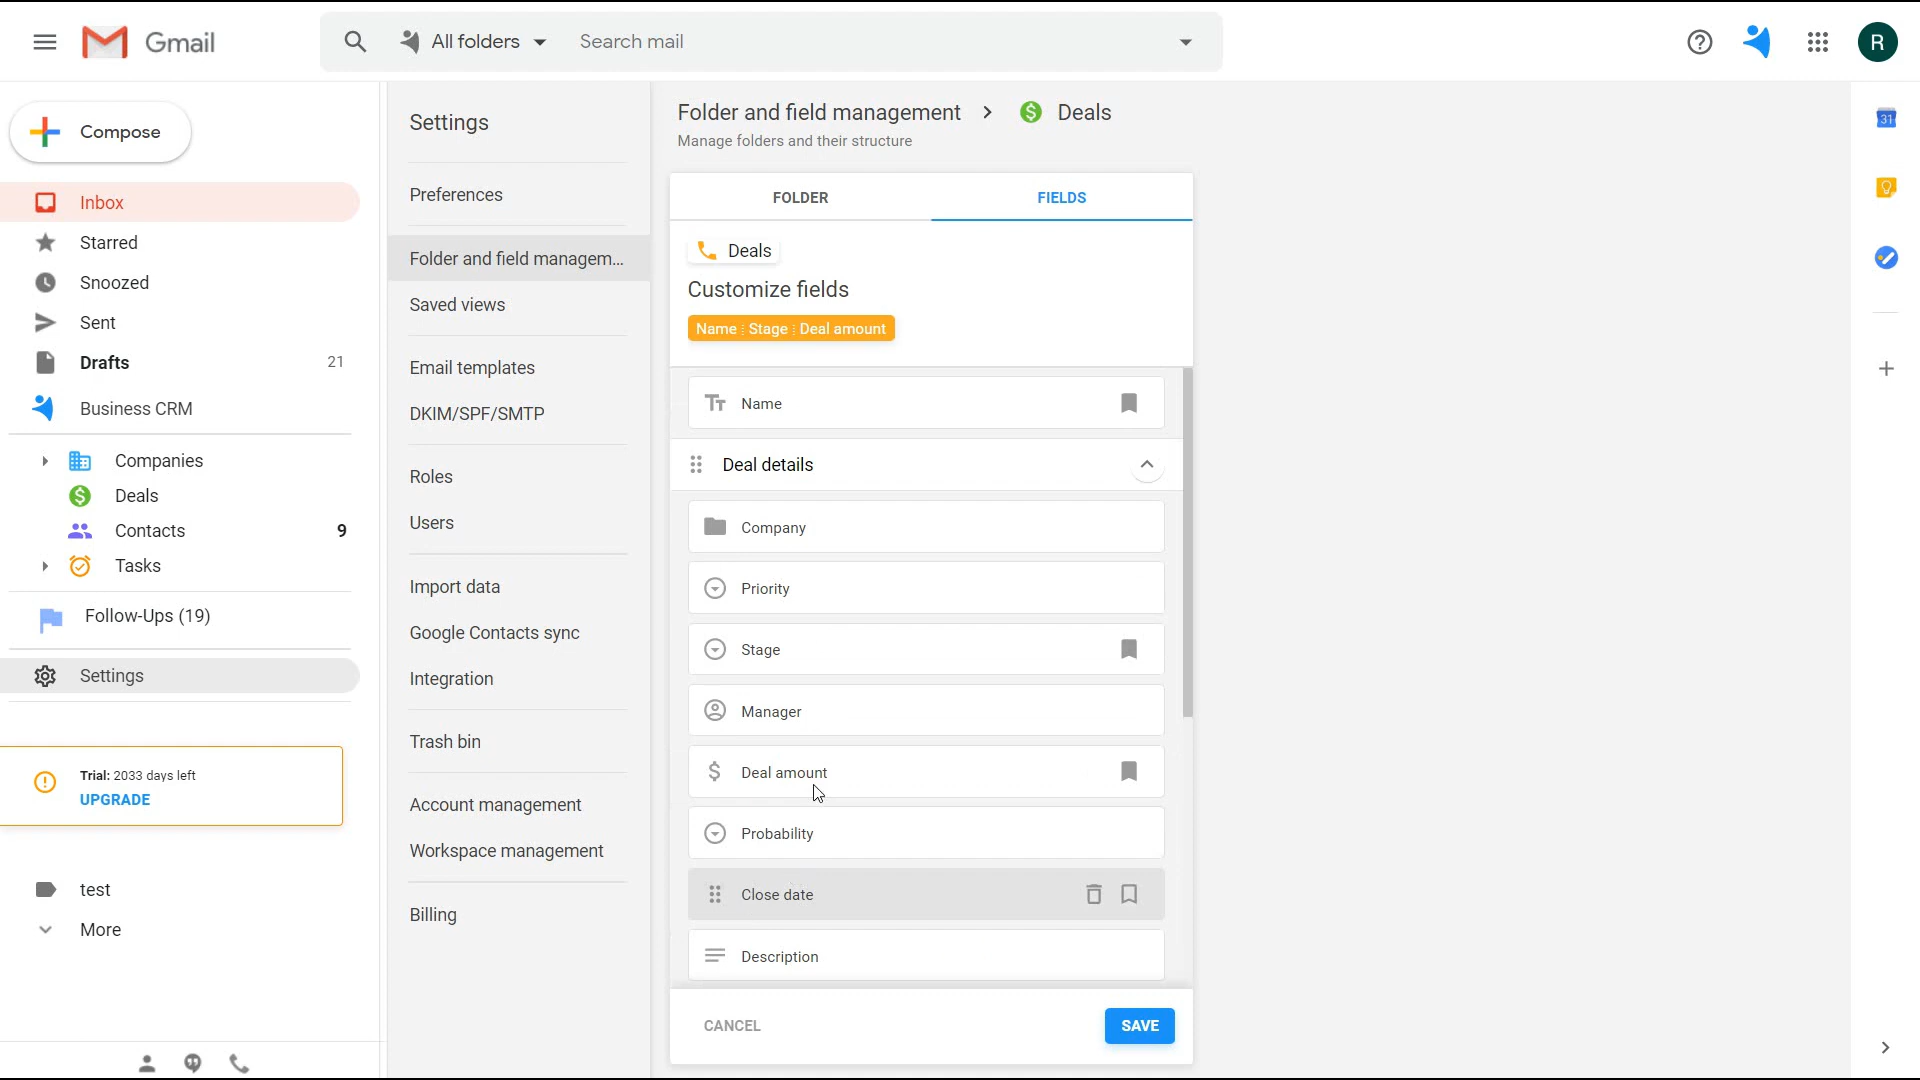 Gmail
All folders
Search mail
R
Compose
Inbox
Starred
Snoozed
Sent
Drafts 21
Business CRM
Companies
Deals
Contacts 9
Tasks
Follow-Ups (19)
Settings
Trial: 2033 days left
UPGRADE
test
More
Settings
Preferences
Folder and field managem...
Saved views
Email templates
DKIM/SPF/SMTP
Roles
Users
Import data
Google Contacts sync
Integration
Trash bin
Account management
Workspace management
Billing
Folder and field management > $ Deals
Manage folders and their structure
FOLDER FIELDS
Deals
Customize fields
Name : Stage : Deal amount
Name
Deal details
Company
Priority
Stage
Manager
$ Deal amount
Probability
Close date
Description
CANCEL SAVE
31